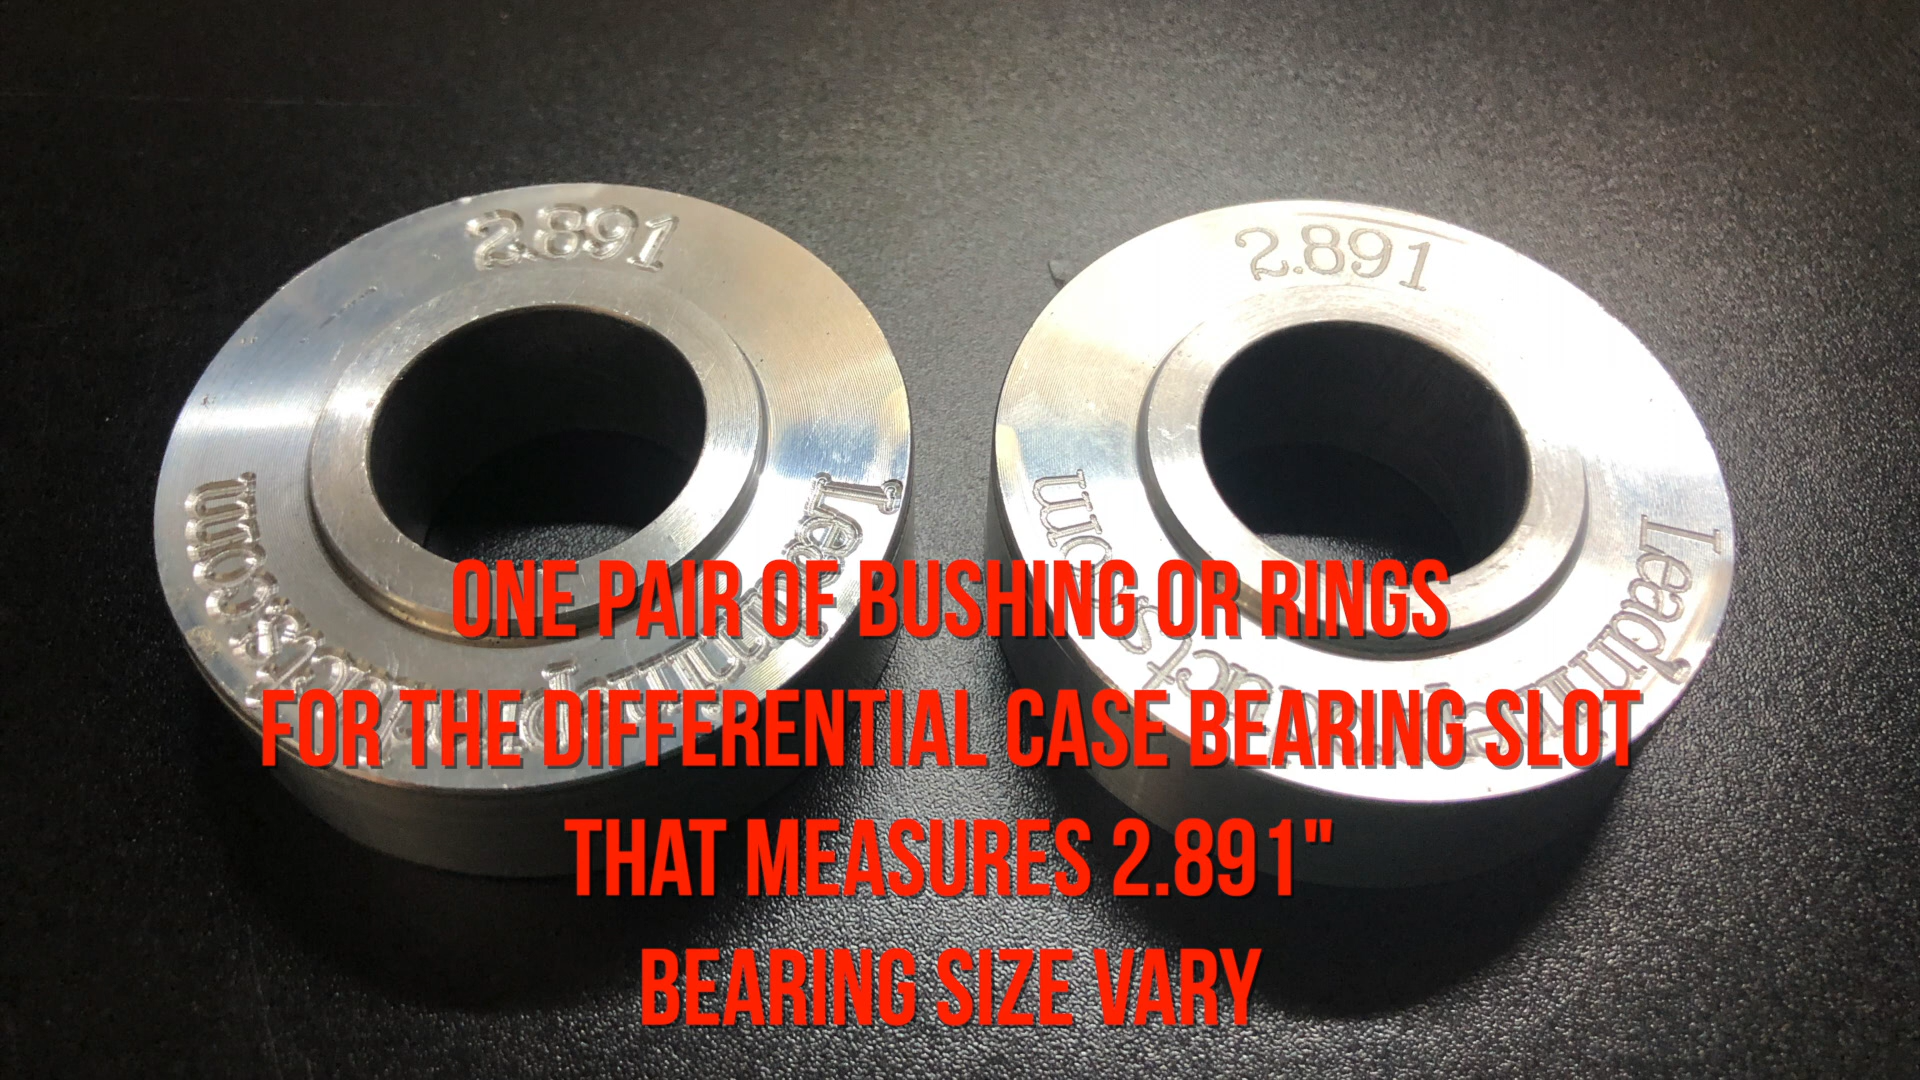 2.891
2.891
ONE PAIR OF BUSHING OR RINGS
FOR THE DIFFERENTIAL CASE BEARING SLOT
THAT MEASURES 2.891"
BEARING SIZE VARY